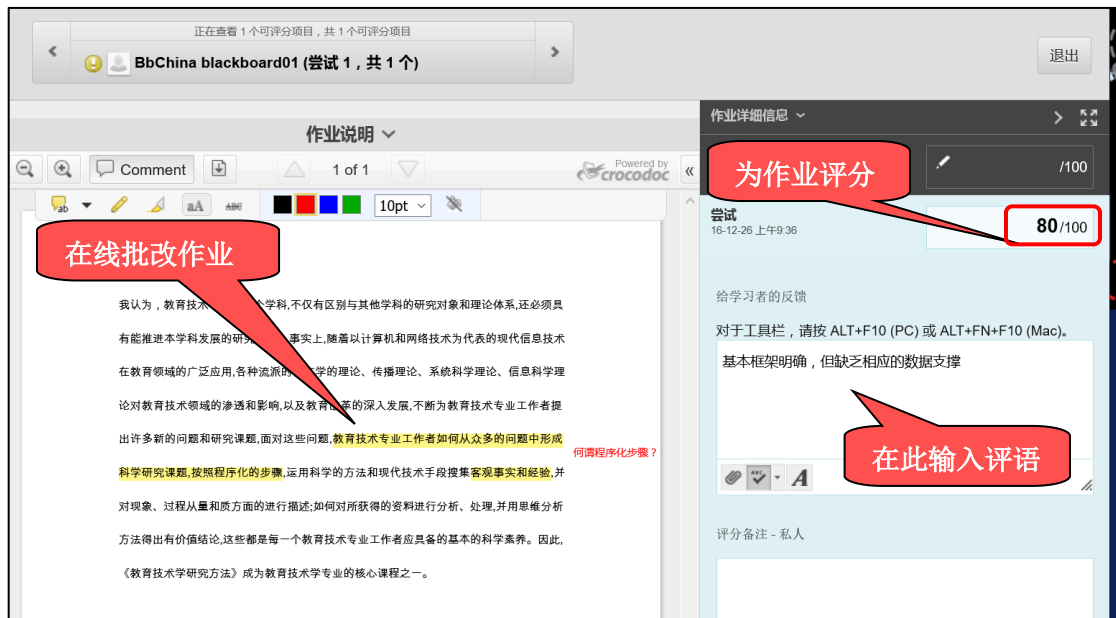 正在查看 1 个可评分项目，共 1 个可评分项目
BbChina blackboard01 (尝试 1，共 1 个)
退出
作业说明
作业详细信息
Comment
1 of 1
Powered by
crocodoc
«
/100
为作业评分
ab
aA
ABC
10pt
尝试
16-12-26 上午9:36
80/100
在线批改作业
给学习者的反馈
对于工具栏，请按 ALT+F10 (PC) 或 ALT+FN+F10 (Mac)。
基本框架明确，但缺乏相应的数据支撑
在此输入评语
ABC
A
评分备注 - 私人
我认为，教育技术 个学科,不仅有区别与其他学科的研究对象和理论体系,还必须具
有能推进本学科发展的研 事实上,随着以计算机和网络技术为代表的现代信息技术
在教育领域的广泛应用,各种流派的 学的理论、传播理论、系统科学理论、信息科学理
论对教育技术领域的渗透和影响,以及教育 革的深入发展,不断为教育技术专业工作者提
出许多新的问题和研究课题,面对这些问题,教育技术专业工作者如何从众多的问题中形成
科学研究课题,按照程序化的步骤,运用科学的方法和现代技术手段搜集客观事实和经验,并
何谓程序化步骤？
对现象、过程从量和质方面的进行描述;如何对所获得的资料进行分析、处理,并用思维分析
方法得出有价值结论,这些都是每一个教育技术专业工作者应具备的基本的科学素养。因此,
《教育技术学研究方法》成为教育技术学专业的核心课程之一。